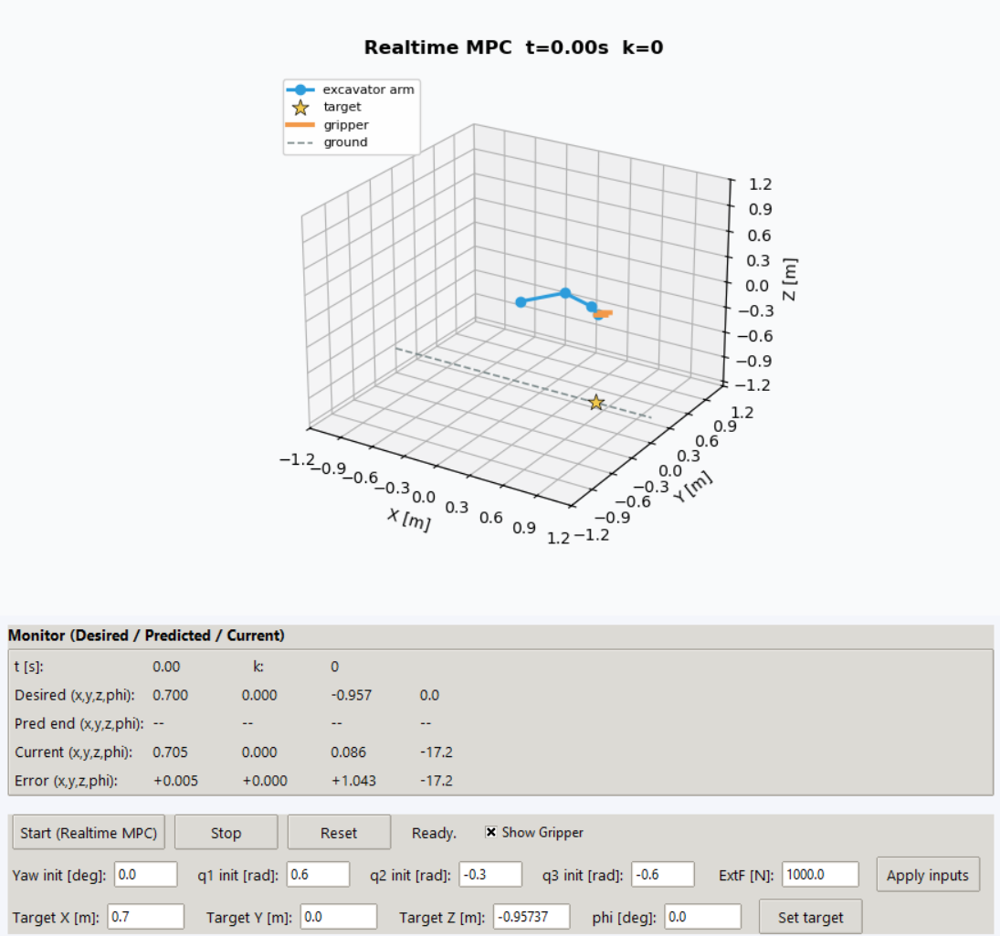 Realtime MPC  t=0.00s  k=0
excavator arm
target
gripper
ground
1.2
0.9
0.6
0.3
0.0
−0.3
−0.6
−0.9
−1.2
Z [m]
1.2
0.9
0.6
0.3
0.0
−0.3
−0.6
−0.9
−1.2
Y [m]
−1.2
−0.9
−0.6
−0.3
0.0
0.3
0.6
0.9
1.2
X [m]
Monitor (Desired / Predicted / Current)
t [s]: 0.00 k: 0
Desired (x,y,z,phi): 0.700 0.000 -0.957 0.0
Pred end (x,y,z,phi): -- -- -- --
Current (x,y,z,phi): 0.705 0.000 0.086 -17.2
Error (x,y,z,phi): +0.005 +0.000 +1.043 -17.2
Start (Realtime MPC) Stop Reset Ready. Show Gripper
Yaw init [deg]: 0.0 q1 init [rad]: 0.6 q2 init [rad]: -0.3 q3 init [rad]: -0.6 ExtF [N]: 1000.0 Apply inputs
Target X [m]: 0.7 Target Y [m]: 0.0 Target Z [m]: -0.95737 phi [deg]: 0.0 Set target